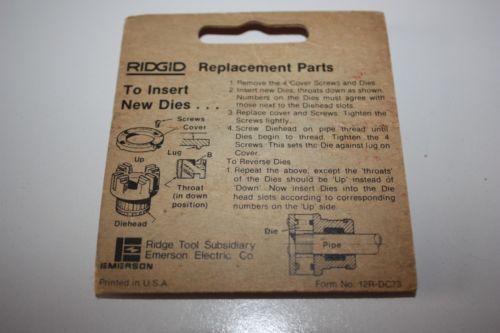 RIDGID Replacement Parts
To Insert
New Dies . . .
1. Remove the 4 Cover Screws and Dies.
2. Insert new Dies, throats down as shown.
Numbers on the Dies must agree with
those next to the Diehead slots.
3. Replace cover and Screws. Tighten the
Screws lightly.
4. Screw Diehead on pipe thread until
Dies begin to thread. Tighten the 4
Screws. This sets the Die against lug on
Cover.
To Reverse Dies
1. Repeat the above, except the 'throats'
of the Dies should be 'Up' instead of
'Down'. Now insert Dies into the Die
head slots according to corresponding
numbers on the 'Up' side.
Screws
Cover
Lug
B
Up
Throat
(in down
position)
Diehead
Die
Pipe
Ridge Tool Subsidiary
Emerson Electric Co.
EMERSON
Printed in U.S.A.
Form No. 12R-DC73